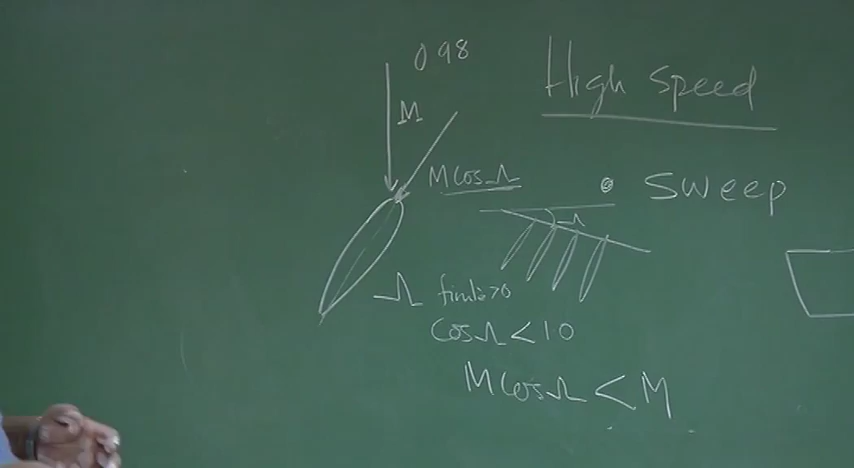 0.98
High Speed
M
M cos Λ
Sweep
Λ
Λ finite > 0
cos Λ < 1.0
M cos Λ < M